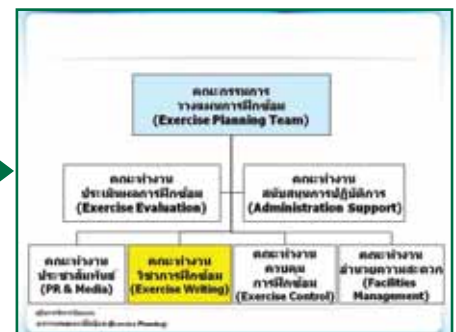 คณะกรรมการ
วางแผนการฝึกซ้อม
(Exercise Planning Team)
คณะทำงาน
ประเมินผลการฝึกซ้อม
(Exercise Evaluation)
คณะทำงาน
สนับสนุนการปฏิบัติการ
(Administration Support)
คณะทำงาน
ประชาสัมพันธ์
(PR & Media)
คณะทำงาน
วิชาการฝึกซ้อม
(Exercise Writing)
คณะทำงาน
ควบคุม
การฝึกซ้อม
(Exercise Control)
คณะทำงาน
อำนวยความสะดวก
(Facilities
Management)
(Exercise Planning)